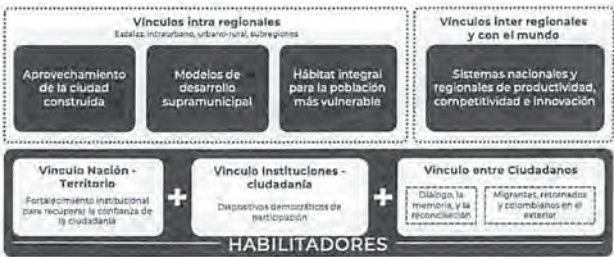 Vínculos intra regionales
Escalas: intraurbano, urbano-rural, subregiones
Aprovechamiento
de la ciudad
construida
Modelos de
desarrollo
supramunicipal
Hábitat integral
para la población
más vulnerable
Vínculos inter regionales
y con el mundo
Sistemas nacionales y
regionales de productividad,
competitividad e innovación
Vínculo Nación -
Territorio
Fortalecimiento institucional
para recuperar la confianza de
la ciudadanía
+
Vínculo Instituciones -
ciudadanía
Dispositivos democráticos de
participación
+
Vínculo entre Ciudadanos
Diálogo, la
memoria, y la
reconciliación
Migrantes, retornados
y colombianos en el
exterior
HABILITADORES